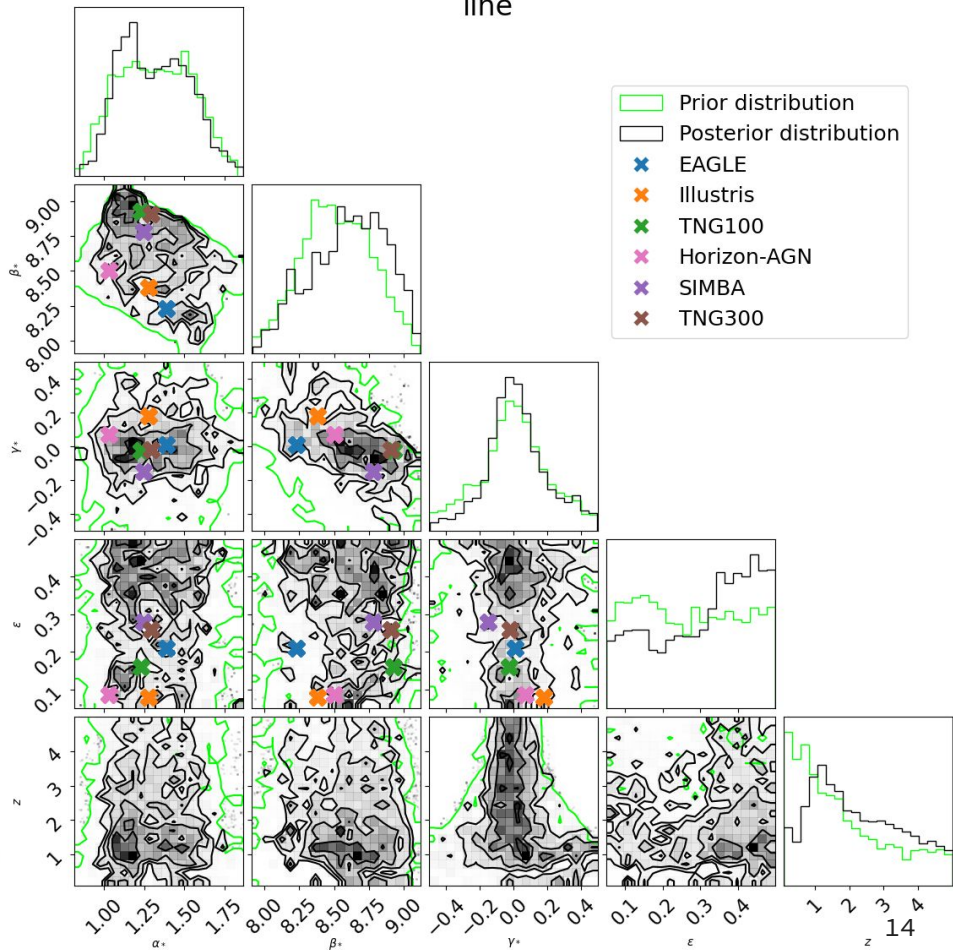 line
Prior distribution
Posterior distribution
EAGLE
Illustris
TNG100
Horizon-AGN
SIMBA
TNG300
β*
9.00
8.75
8.50
8.25
8.00
γ*
0.4
0.2
0.0
−0.2
−0.4
ε
0.4
0.3
0.2
0.1
z
4
3
2
1
1.00 1.25 1.50 1.75
8.00 8.25 8.50 8.75 9.00
−0.4 −0.2 0.0 0.2 0.4
0.1 0.2 0.3 0.4
1 2 3 4
α* β* γ* ε z
14